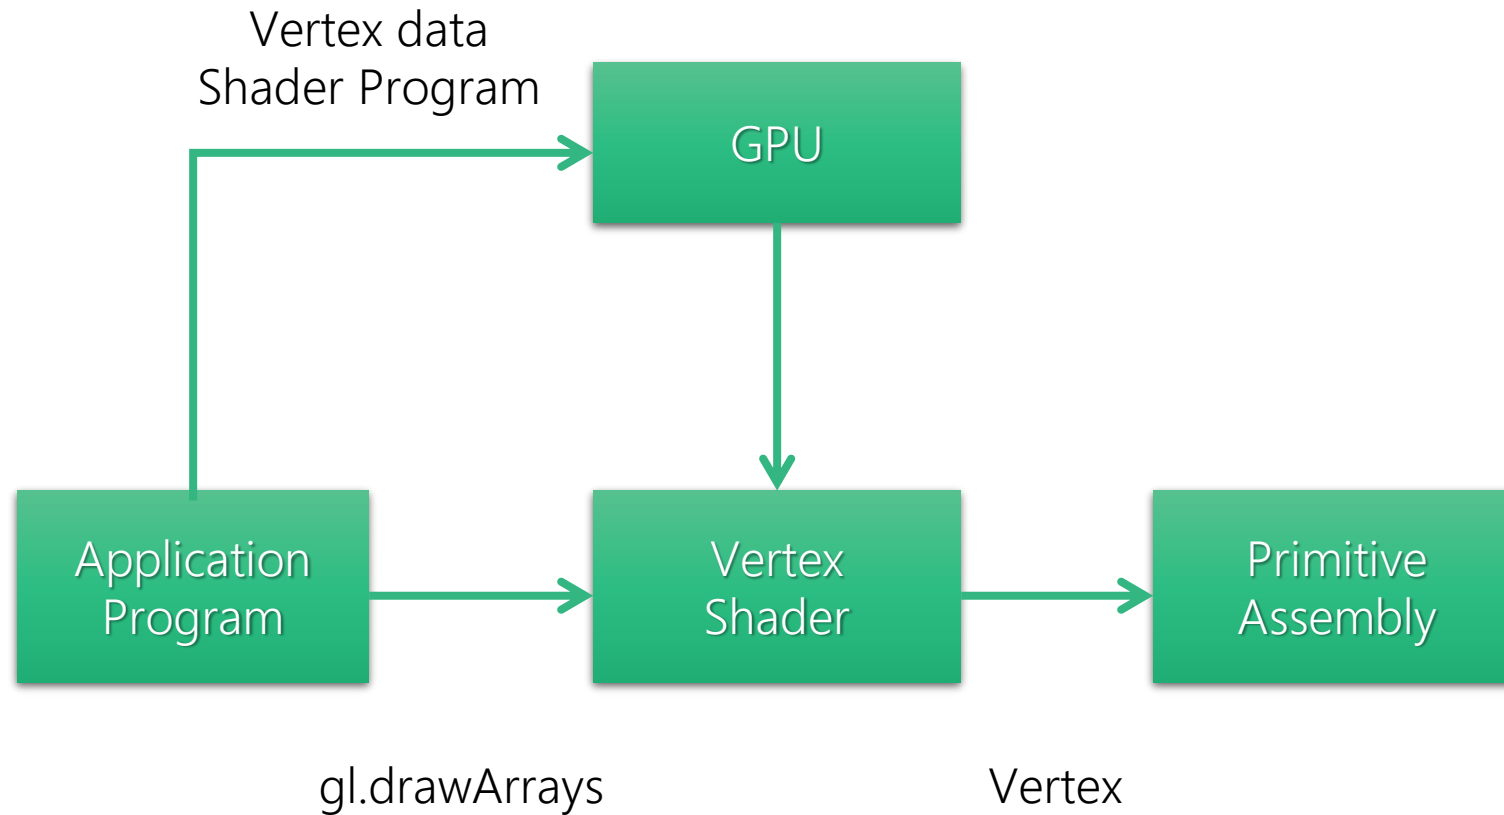 Vertex data
Shader Program
GPU
Application
Program
Vertex
Shader
Primitive
Assembly
gl.drawArrays
Vertex